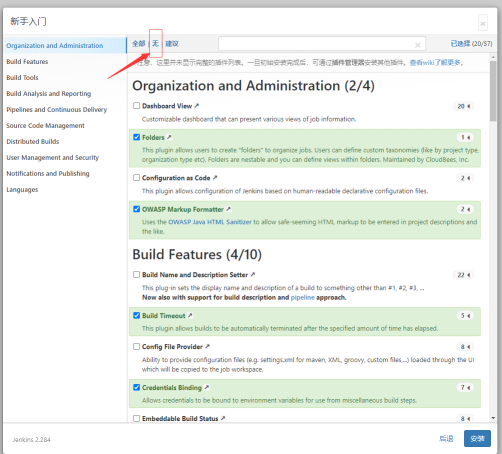 新手入门
全部 | 无 | 建议
已选择 (20/57)
Organization and Administration
Build Features
Build Tools
Build Analysis and Reporting
Pipelines and Continuous Delivery
Source Code Management
Distributed Builds
User Management and Security
Notifications and Publishing
Languages
注意，这里并未显示完整的插件列表。一旦初始安装完成后，可通过插件管理器安装其他插件。查看wiki了解更多。
Organization and Administration (2/4)
Dashboard View 20
Customizable dashboard that can present various views of job information.
Folders 1
This plugin allows users to create "folders" to organize jobs. Users can define custom taxonomies (like by project type,
organization type etc). Folders are nestable and you can define views within folders. Maintained by CloudBees, Inc.
Configuration as Code 2
This plugin allows configuration of Jenkins based on human-readable declarative configuration files.
OWASP Markup Formatter 2
Uses the OWASP Java HTML Sanitizer to allow safe-seeming HTML markup to be entered in project descriptions and
the like.
Build Features (4/10)
Build Name and Description Setter 22
This plug-in sets the display name and description of a build to something other than #1, #2, #3, ...
Now also with support for build description and pipeline approach.
Build Timeout 5
This plugin allows builds to be automatically terminated after the specified amount of time has elapsed.
Config File Provider 8
Ability to provide configuration files (e.g. settings.xml for maven, XML, groovy, custom files,...) loaded through the UI
which will be copied to the job workspace.
Credentials Binding 7
Allows credentials to be bound to environment variables for use from miscellaneous build steps.
Embeddable Build Status 8
Jenkins 2.284
后退
安装